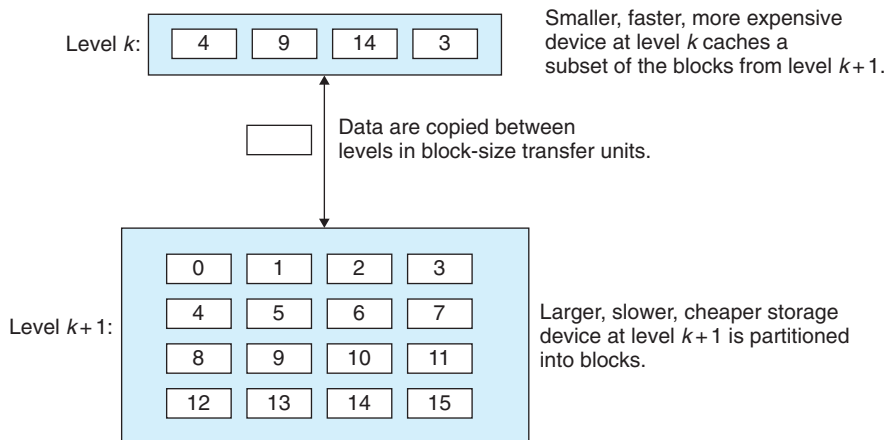 Level k:
4 9 14 3
Smaller, faster, more expensive
device at level k caches a
subset of the blocks from level k+1.
Data are copied between
levels in block-size transfer units.
Level k+1:
0 1 2 3
4 5 6 7
8 9 10 11
12 13 14 15
Larger, slower, cheaper storage
device at level k+1 is partitioned
into blocks.